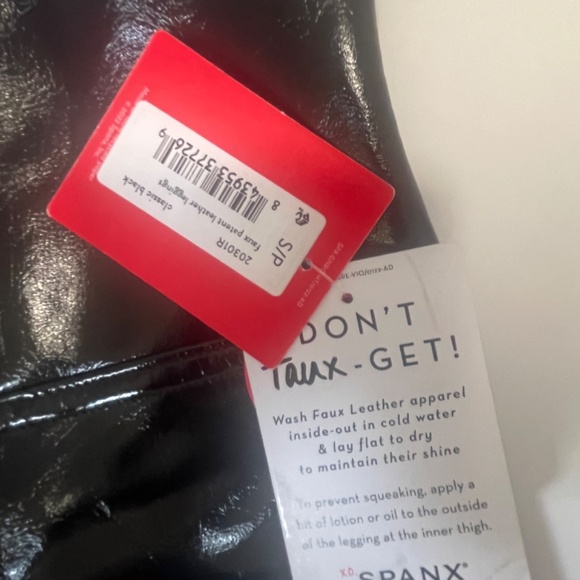 S/P
20301R
faux patent leather leggings
classic black
8 43953 37726 9
DON'T
Taux-GET!
Wash Faux Leather apparel
inside-out in cold water
& lay flat to dry
to maintain their shine
To prevent squeaking, apply a
bit of lotion or oil to the outside
of the legging at the inner thigh.
X.O.
SPANX®